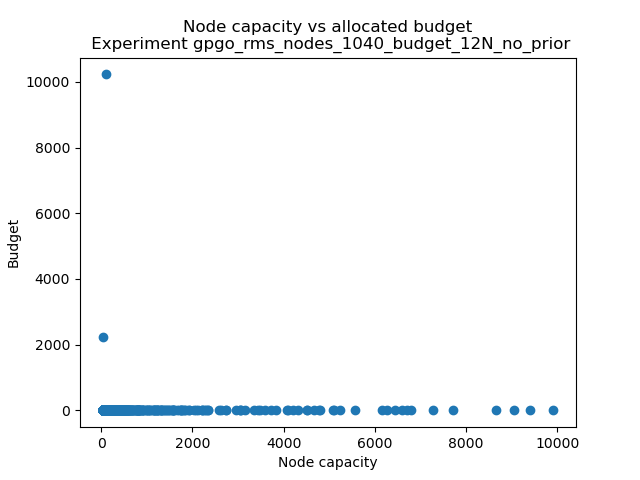 Node capacity vs allocated budget
Experiment gpgo_rms_nodes_1040_budget_12N_no_prior
10000
8000
6000
4000
2000
0
Budget
0 2000 4000 6000 8000 10000
Node capacity